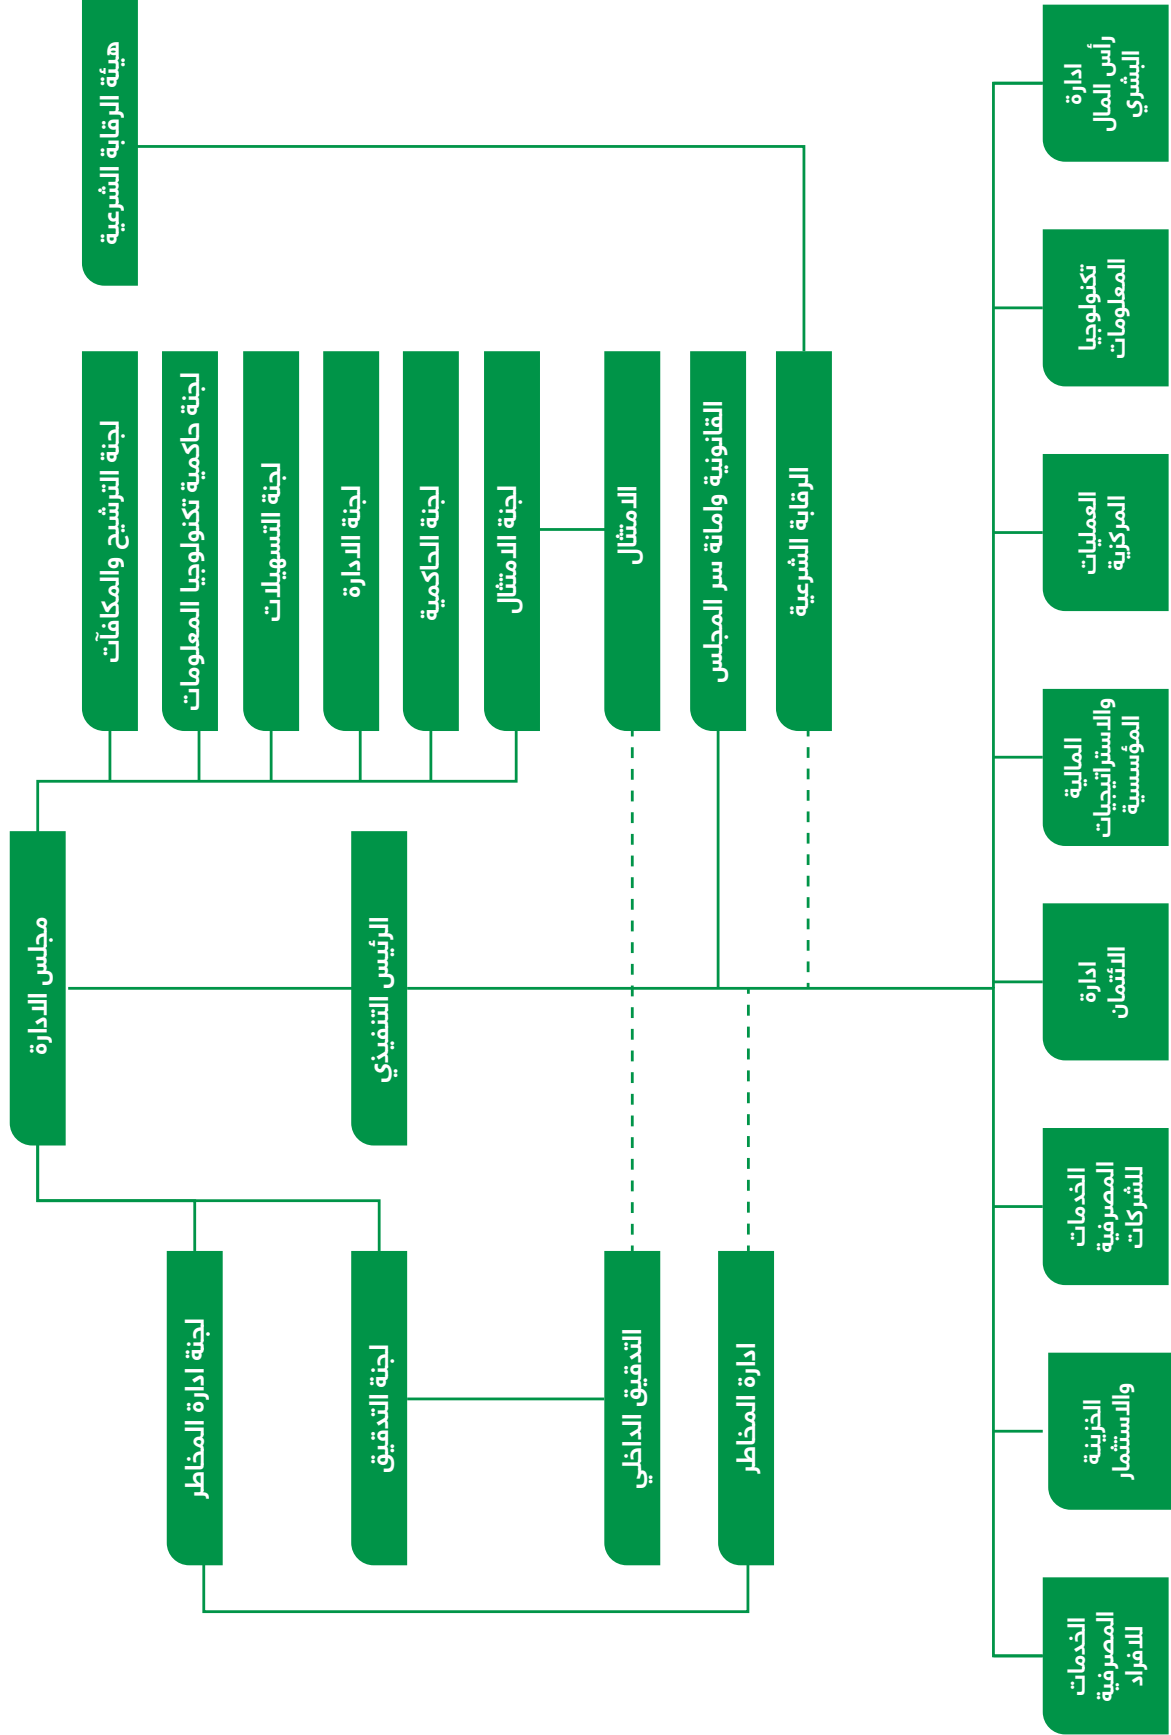 هيئة الرقابة الشرعية
مجلس الادارة
لجنة الترشيح والمكافآت
لجنة حاكمية تكنولوجيا المعلومات
لجنة التسهيلات
لجنة الادارة
لجنة الحاكمية
لجنة الامتثال
لجنة ادارة المخاطر
لجنة التدقيق
الرئيس التنفيذي
الامتثال
التدقيق الداخلي
القانونية وامانة سر المجلس
ادارة المخاطر
الرقابة الشرعية
ادارة
رأس المال
البشري
تكنولوجيا
المعلومات
العمليات
المركزية
المالية
والاستراتيجيات
المؤسسية
ادارة
الائتمان
الخدمات
المصرفية
للشركات
الخزينة
والاستثمار
الخدمات
المصرفية
للافراد